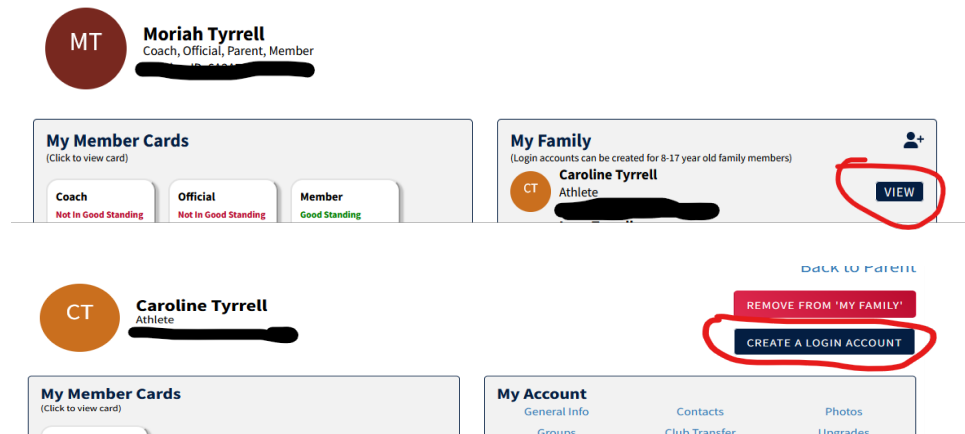 MT
Moriah Tyrrell
Coach, Official, Parent, Member
My Member Cards
(Click to view card)
Coach
Not In Good Standing
Official
Not In Good Standing
Member
Good Standing
My Family
(Login accounts can be created for 8-17 year old family members)
CT
Caroline Tyrrell
Athlete
VIEW
Back to Parent
CT
Caroline Tyrrell
Athlete
REMOVE FROM 'MY FAMILY'
CREATE A LOGIN ACCOUNT
My Member Cards
(Click to view card)
My Account
General Info
Contacts
Photos
Groups
Club Transfer
Upgrades